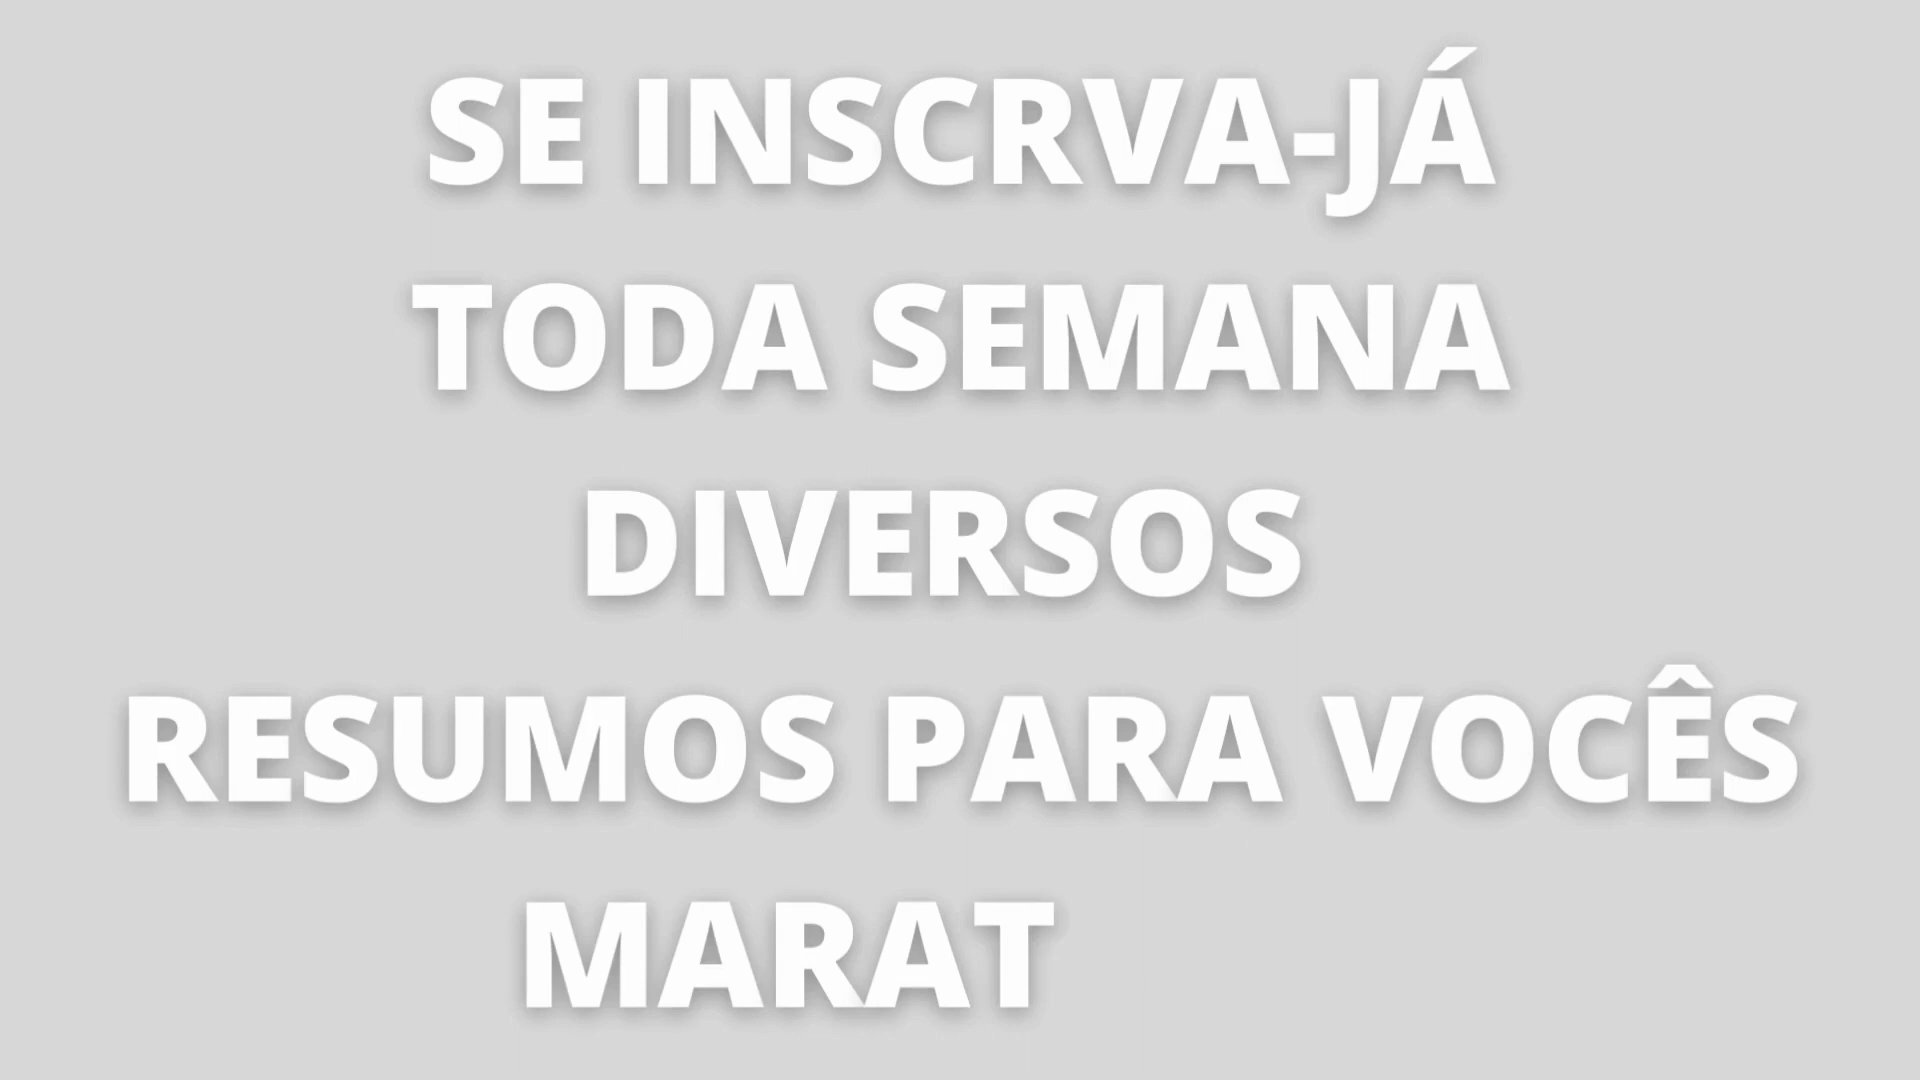 SE INSCRVA-JÁ
TODA SEMANA
DIVERSOS
RESUMOS PARA VOCÊS
MARAT